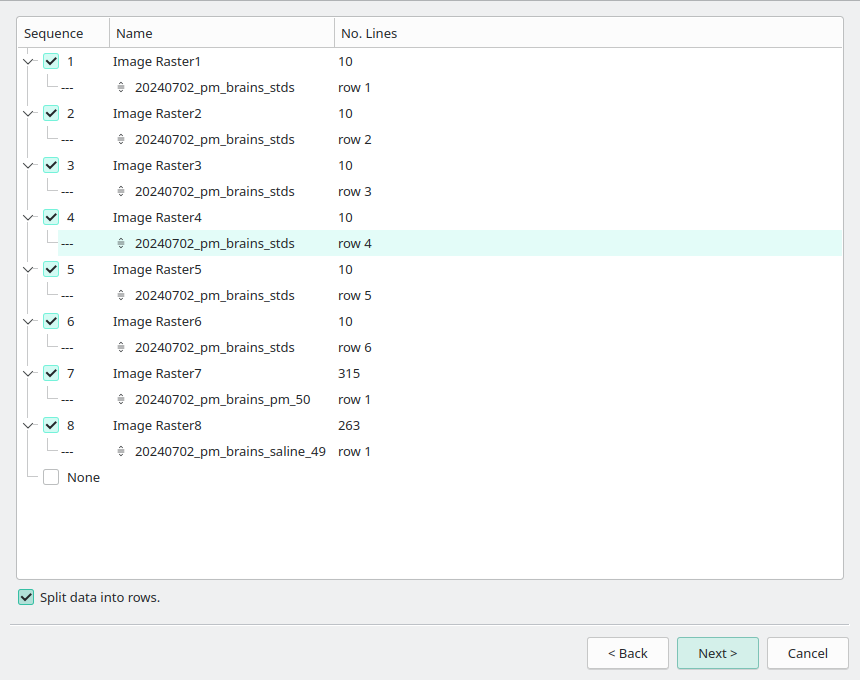 Sequence Name No. Lines
1 Image Raster1 10
--- 20240702_pm_brains_stds row 1
2 Image Raster2 10
--- 20240702_pm_brains_stds row 2
3 Image Raster3 10
--- 20240702_pm_brains_stds row 3
4 Image Raster4 10
--- 20240702_pm_brains_stds row 4
5 Image Raster5 10
--- 20240702_pm_brains_stds row 5
6 Image Raster6 10
--- 20240702_pm_brains_stds row 6
7 Image Raster7 315
--- 20240702_pm_brains_pm_50 row 1
8 Image Raster8 263
--- 20240702_pm_brains_saline_49 row 1
None
Split data into rows.
< Back Next > Cancel